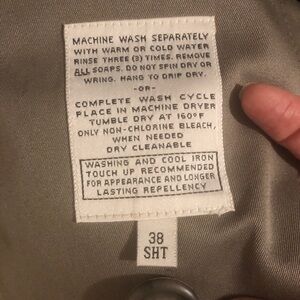 MACHINE WASH SEPARATELY
WITH WARM OR COLD WATER
RINSE THREE (3) TIMES. REMOVE
ALL SOAPS. DO NOT SPIN DRY OR
WRING. HANG TO DRIP DRY.
-OR-
COMPLETE WASH CYCLE
PLACE IN MACHINE DRYER
TUMBLE DRY AT 160°F
ONLY NON-CHLORINE BLEACH,
WHEN NEEDED
DRY CLEANABLE
WASHING AND COOL IRON
TOUCH UP RECOMMENDED
FOR APPEARANCE AND LONGER
LASTING REPELLENCY
38
SHT